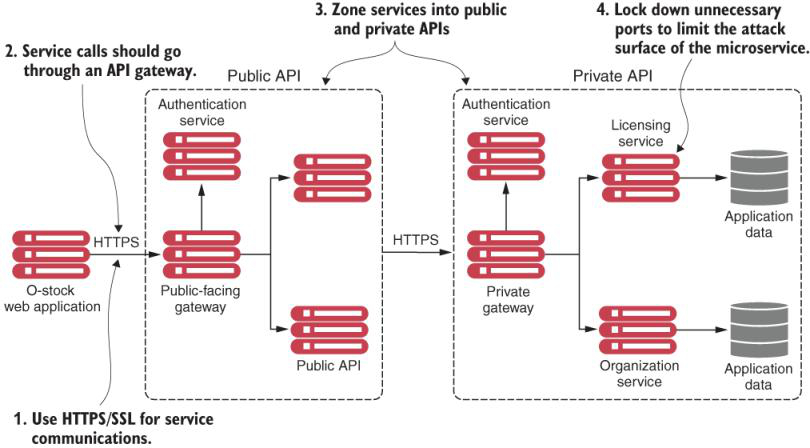 3. Zone services into public
and private APIs
4. Lock down unnecessary
ports to limit the attack
surface of the microservice.
2. Service calls should go
through an API gateway.
Public API
Private API
Authentication
service
Authentication
service
Licensing
service
HTTPS
HTTPS
Application
data
O-stock
web application
Public-facing
gateway
Private
gateway
Public API
Organization
service
Application
data
1. Use HTTPS/SSL for service
communications.